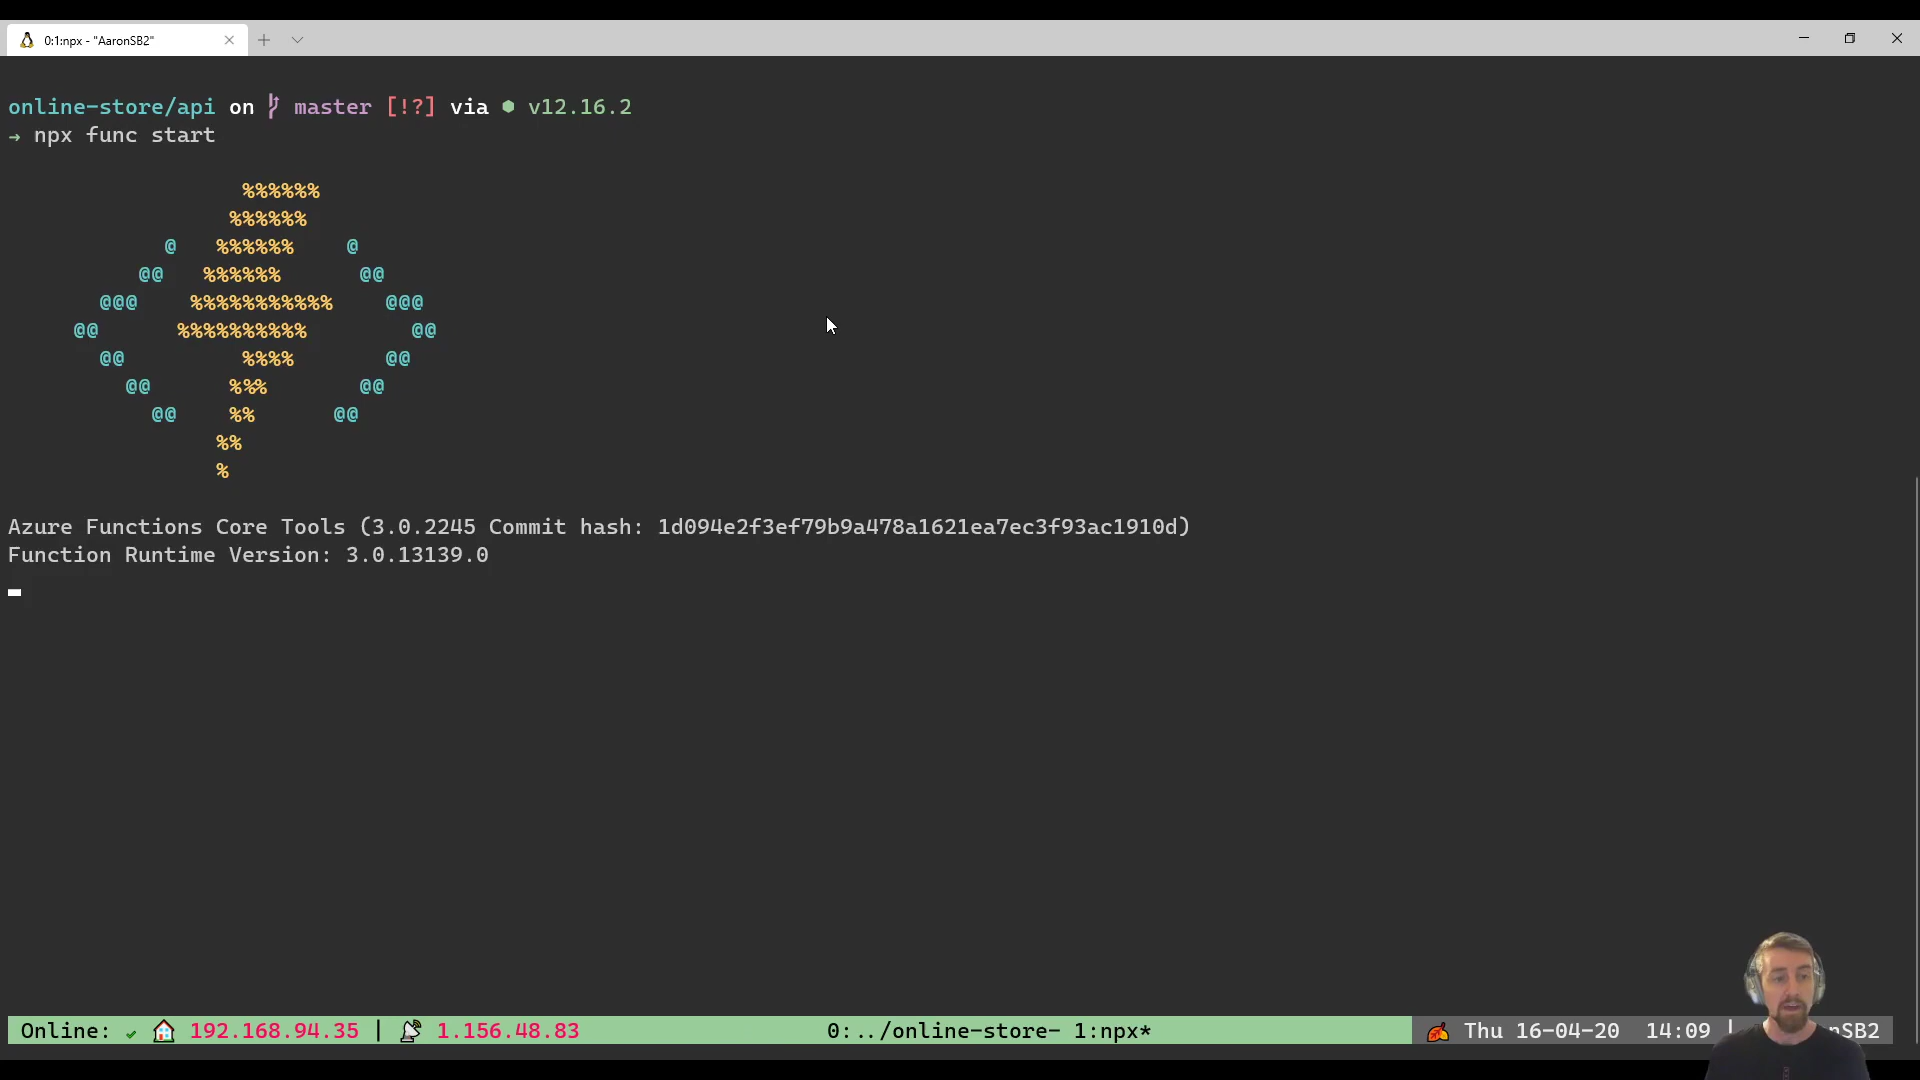 0:1:npx - "AaronSB2"
online-store/api on master [!?] via ⬢ v12.16.2
→ npx func start
%%%%%%
%%%%%%
@ %%%%%% @
@@ %%%%%% @@
@@@ %%%%%%%%%%% @@@
@@ %%%%%%%%%% @@
@@ %%%% @@
@@ %%% @@
@@ %% @@
%%
%
Azure Functions Core Tools (3.0.2245 Commit hash: 1d094e2f3ef79b9a478a1621ea7ec3f93ac1910d)
Function Runtime Version: 3.0.13139.0
Online: ✓ 🏠 192.168.94.35 | 📡 1.156.48.83 0:../online-store- 1:npx* 🍂 Thu 16-04-20 14:09 | nSB2